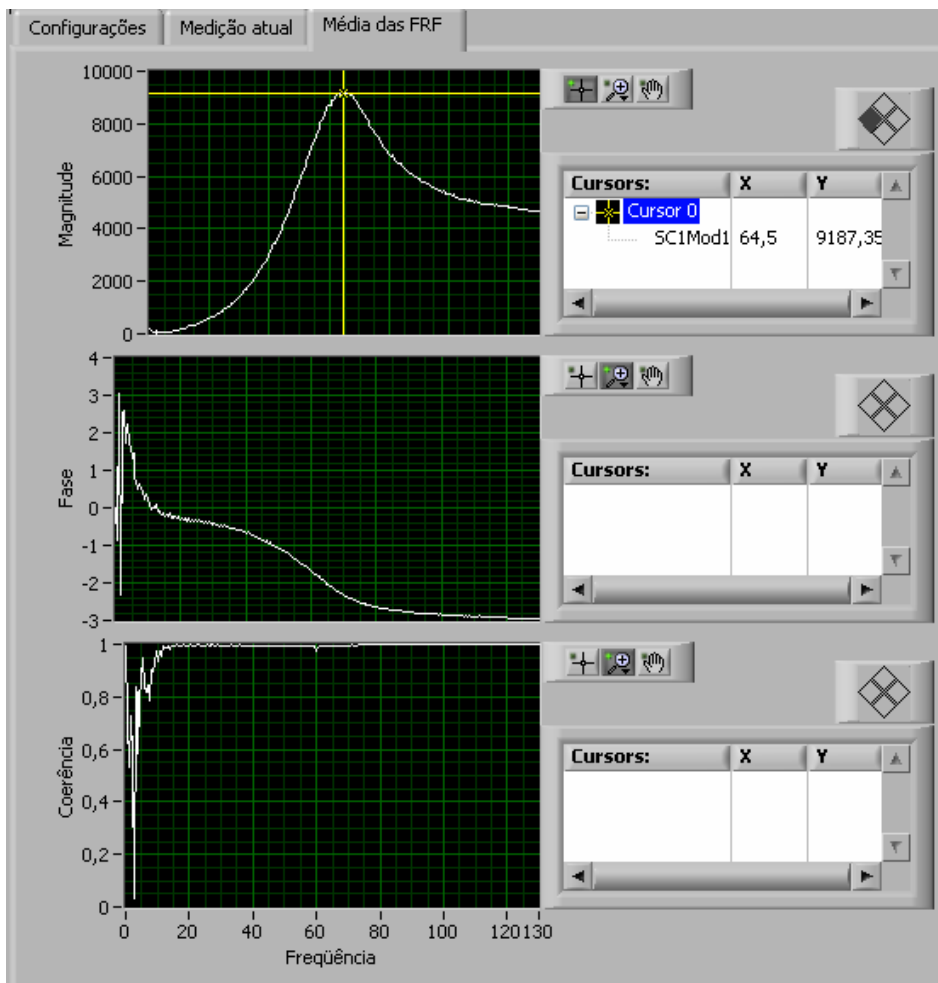 Configurações Medição atual Média das FRF
10000
8000
6000
4000
2000
0
Magnitude
Cursors: X Y
Cursor 0
SC1Mod1 64,5 9187,35
4
3
2
1
0
-1
-2
-3
Fase
Cursors: X Y
1
0,8
0,6
0,4
0,2
0
Coerência
0 20 40 60 80 100 120 130
Freqüência
Cursors: X Y